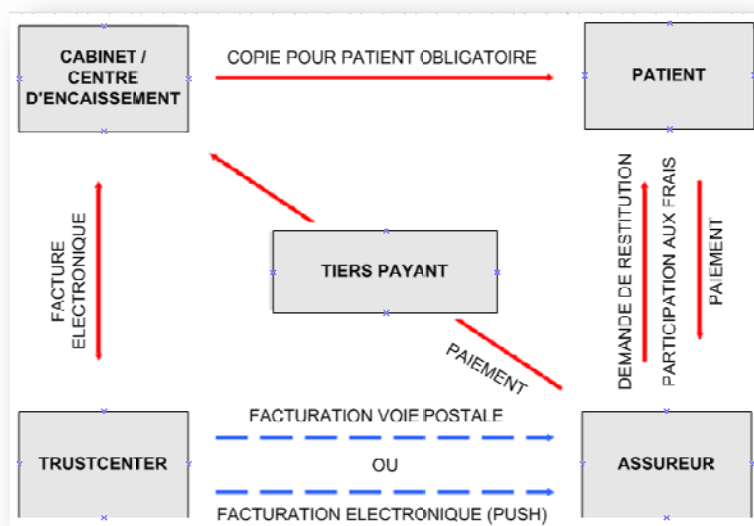 CABINET /
CENTRE
D'ENCAISSEMENT
COPIE POUR PATIENT OBLIGATOIRE
PATIENT
FACTURE
ELECTRONIQUE
TIERS PAYANT
PAIEMENT
DEMANDE DE RESTITUTION
PARTICIPATION AUX FRAIS
PAIEMENT
TRUSTCENTER
FACTURATION VOIE POSTALE
OU
FACTURATION ELECTRONIQUE (PUSH)
ASSUREUR